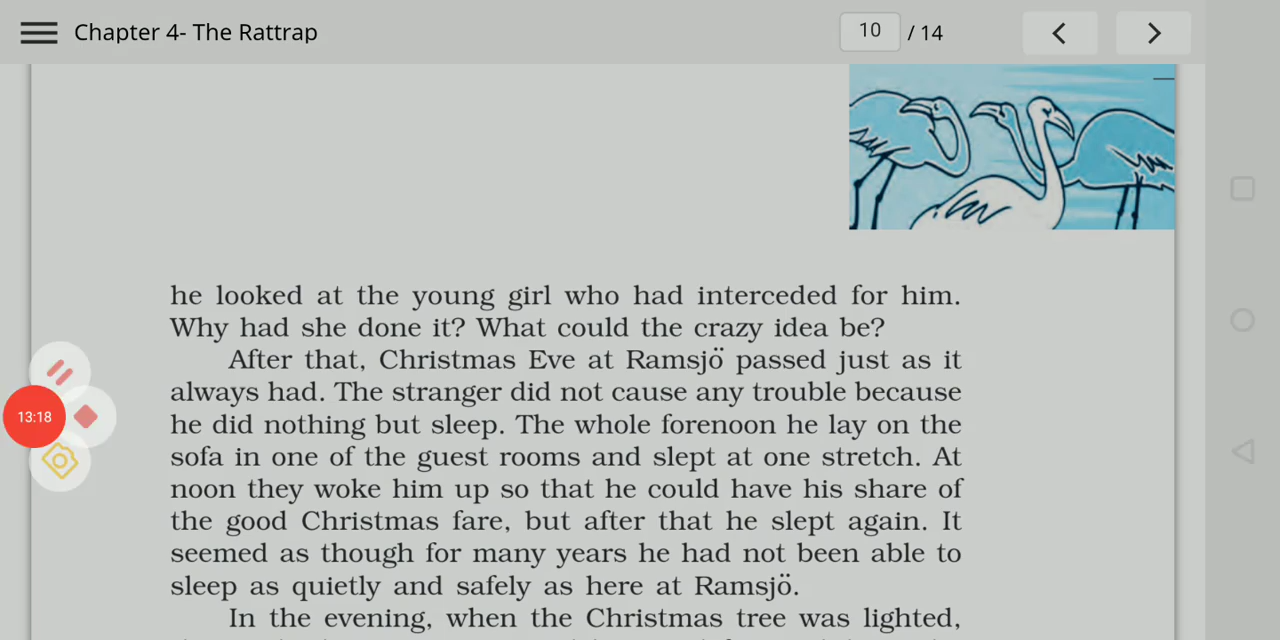 Chapter 4- The Rattrap
10 / 14
he looked at the young girl who had interceded for him.
Why had she done it? What could the crazy idea be?
After that, Christmas Eve at Ramsjö passed just as it
always had. The stranger did not cause any trouble because
he did nothing but sleep. The whole forenoon he lay on the
sofa in one of the guest rooms and slept at one stretch. At
noon they woke him up so that he could have his share of
the good Christmas fare, but after that he slept again. It
seemed as though for many years he had not been able to
sleep as quietly and safely as here at Ramsjö.
In the evening, when the Christmas tree was lighted,
13:18